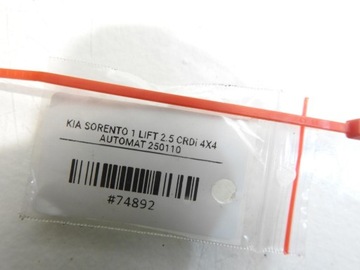 KIA SORENTO 1 LIFT 2.5 CRDi 4X4
AUTOMAT 250110
#74892